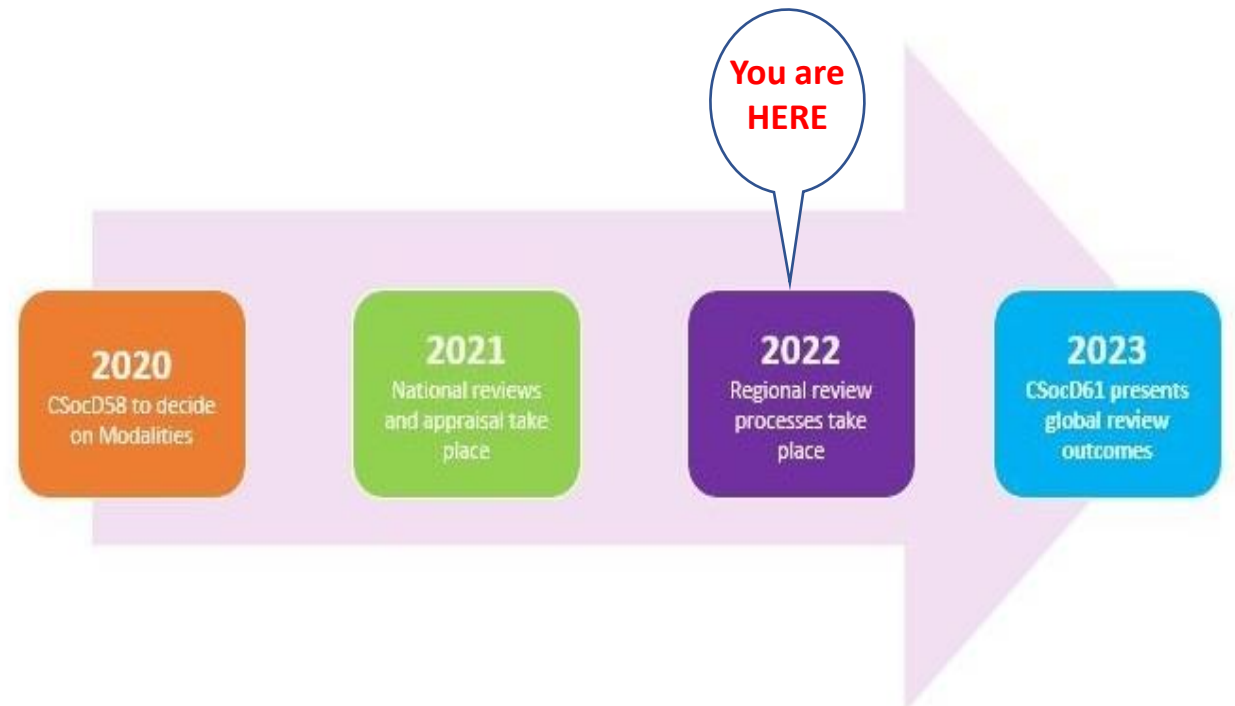 You are
HERE
2020
CSocD58 to decide
on Modalities
2021
National reviews
and appraisal take
place
2022
Regional review
processes take
place
2023
CSocD61 presents
global review
outcomes